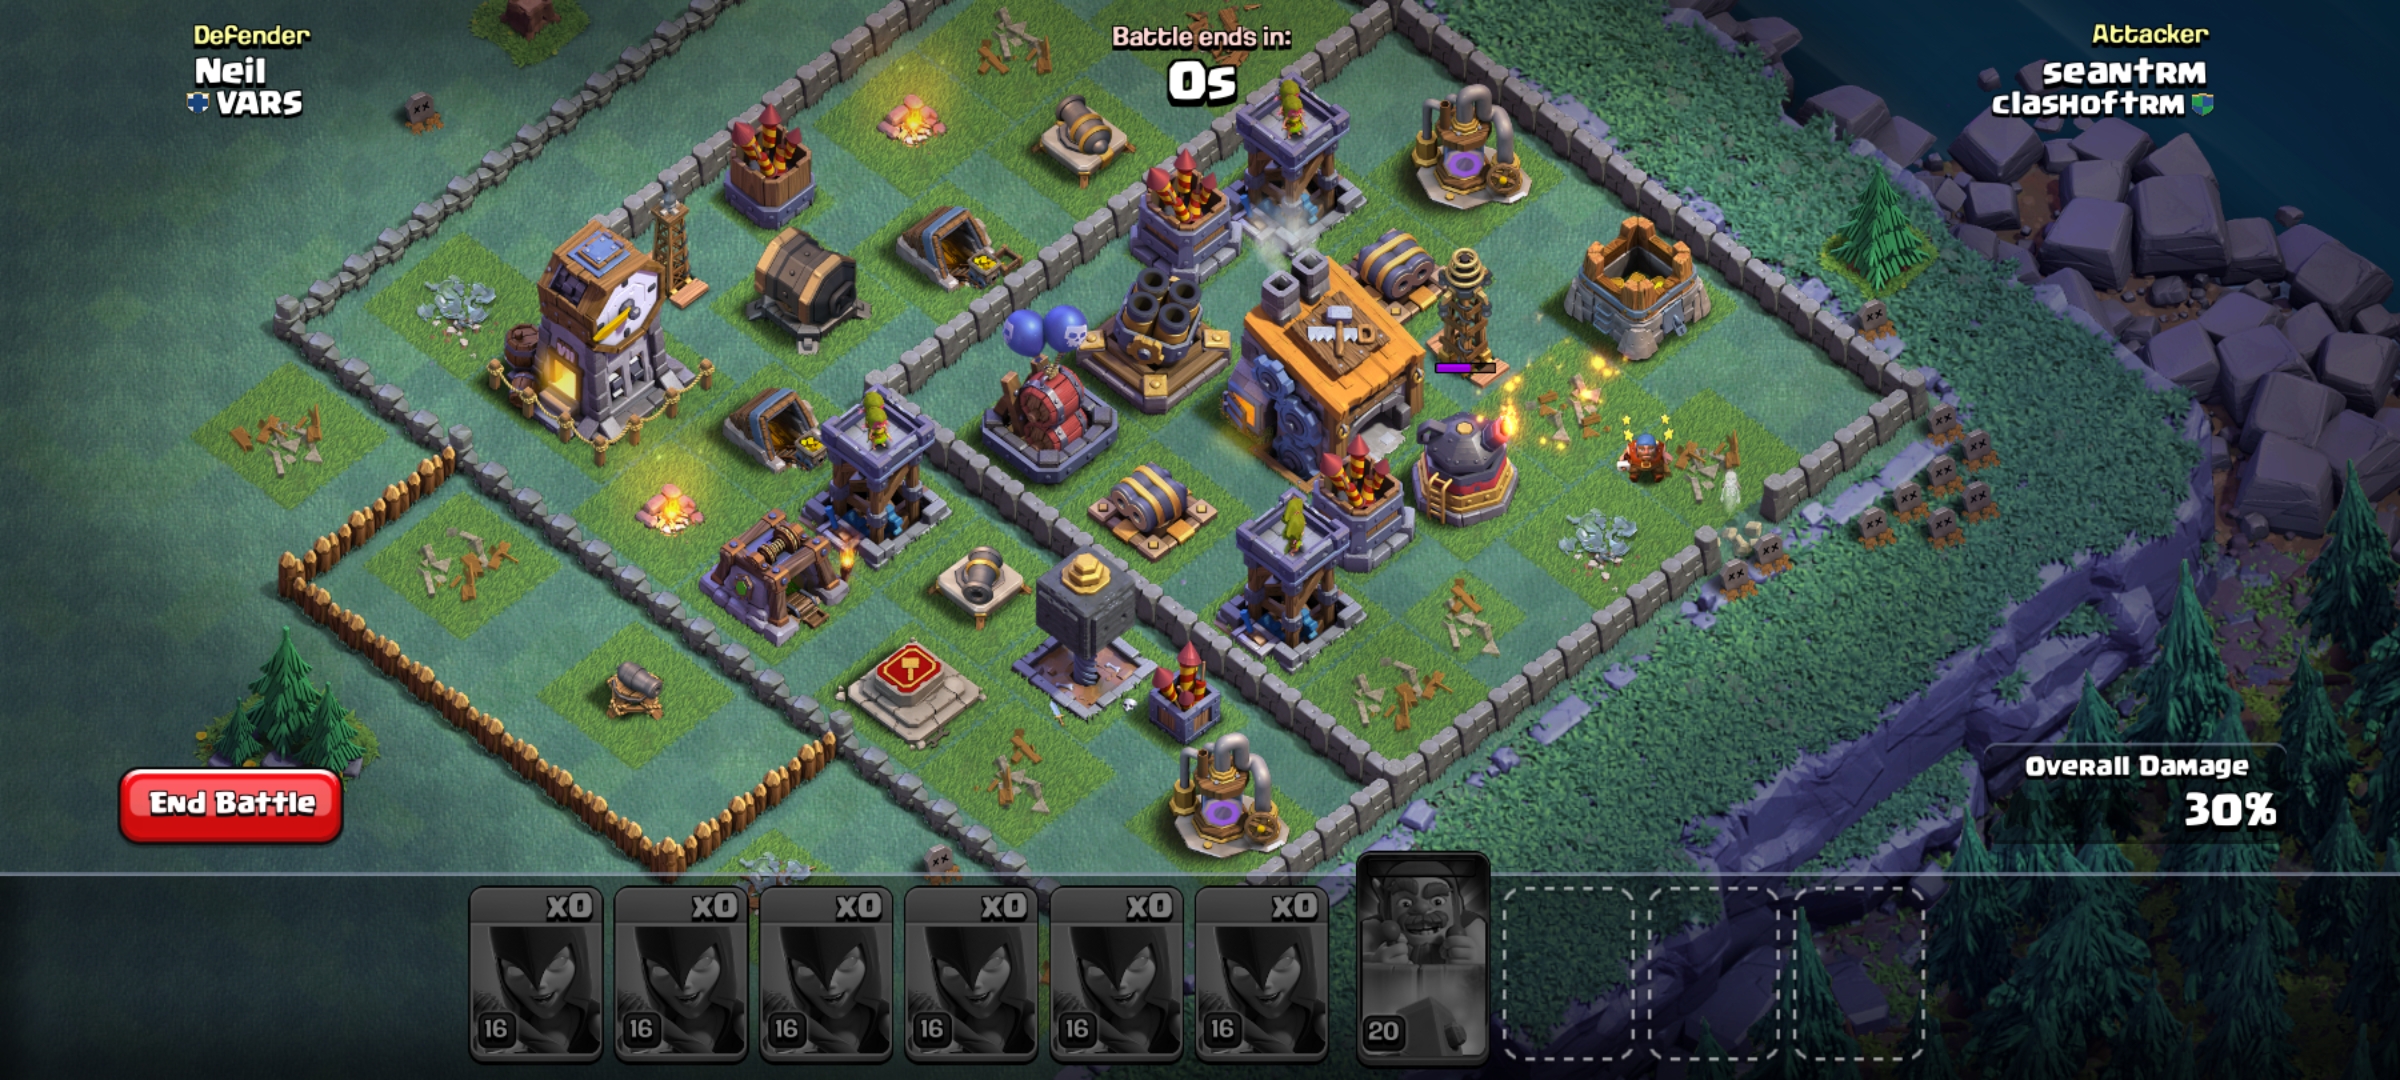 Defender
Neil
VARS
Battle ends in:
0s
Attacker
seantrm
clashoftrm
End Battle
Overall Damage
30%
x0
x0
x0
x0
x0
x0
16
16
16
16
16
16
20